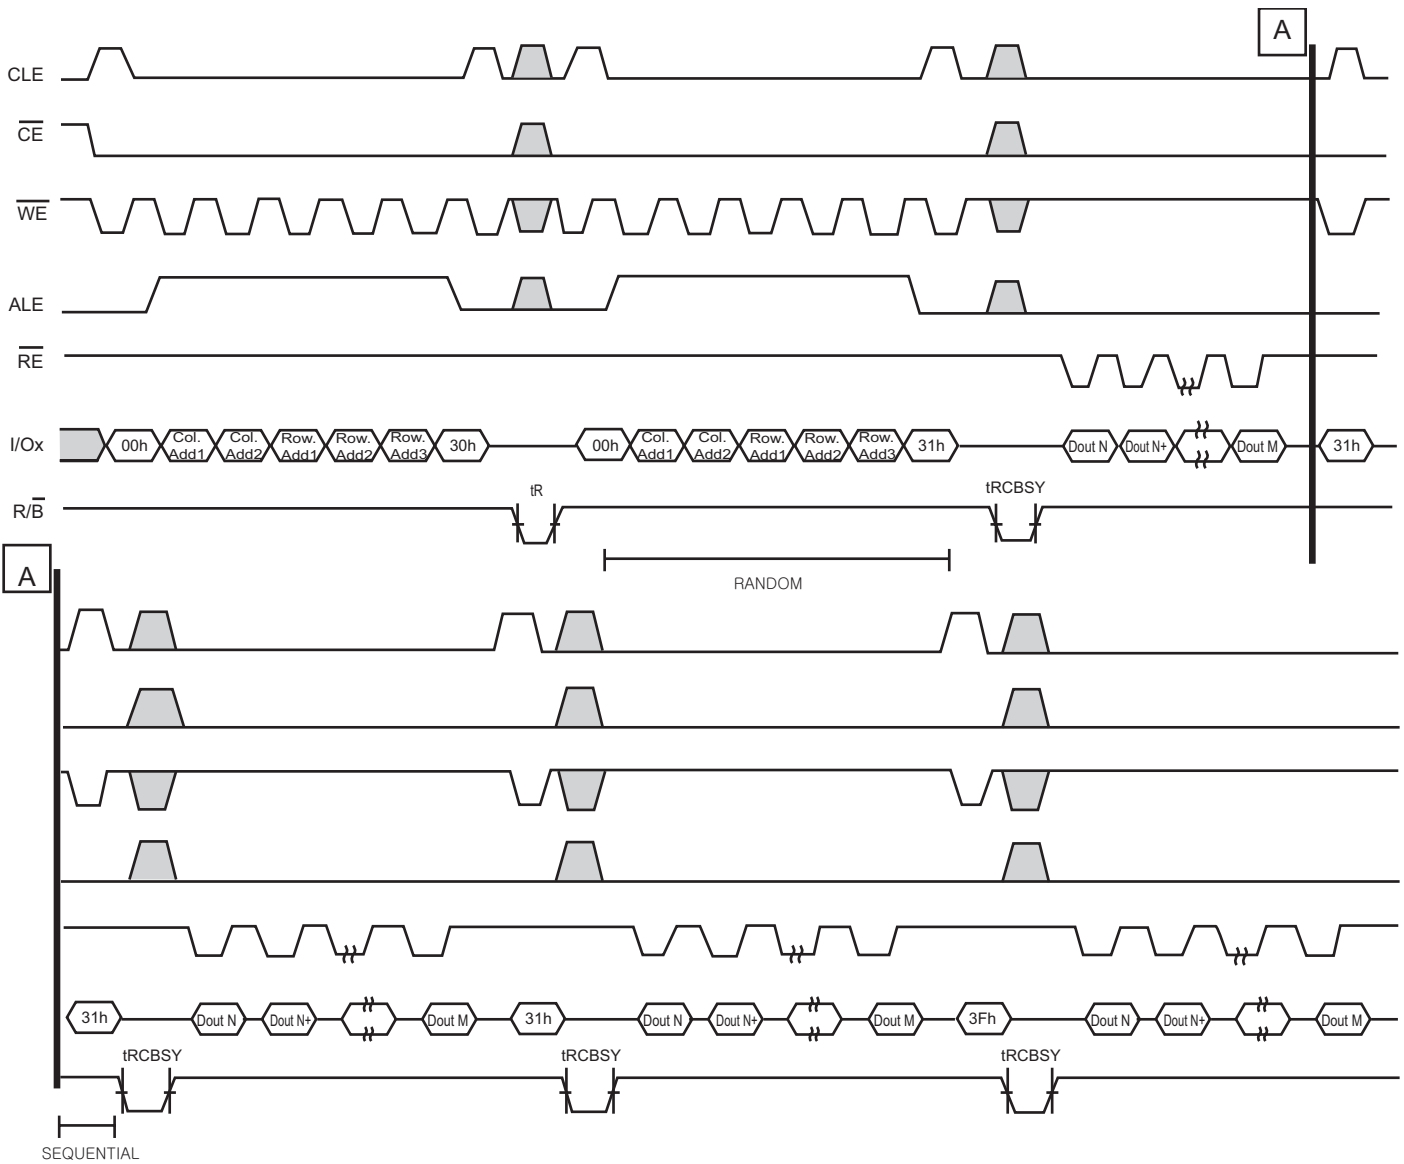 A
CLE
CE
WE
ALE
RE
I/Ox 00h Col. Add1 Col. Add2 Row. Add1 Row. Add2 Row. Add3 30h 00h Col. Add1 Col. Add2 Row. Add1 Row. Add2 Row. Add3 31h Dout N Dout N+ Dout M 31h
tR tRCBSY
R/B
A
RANDOM
31h Dout N Dout N+ Dout M 31h Dout N Dout N+ Dout M 3Fh Dout N Dout N+ Dout M
tRCBSY tRCBSY tRCBSY
SEQUENTIAL